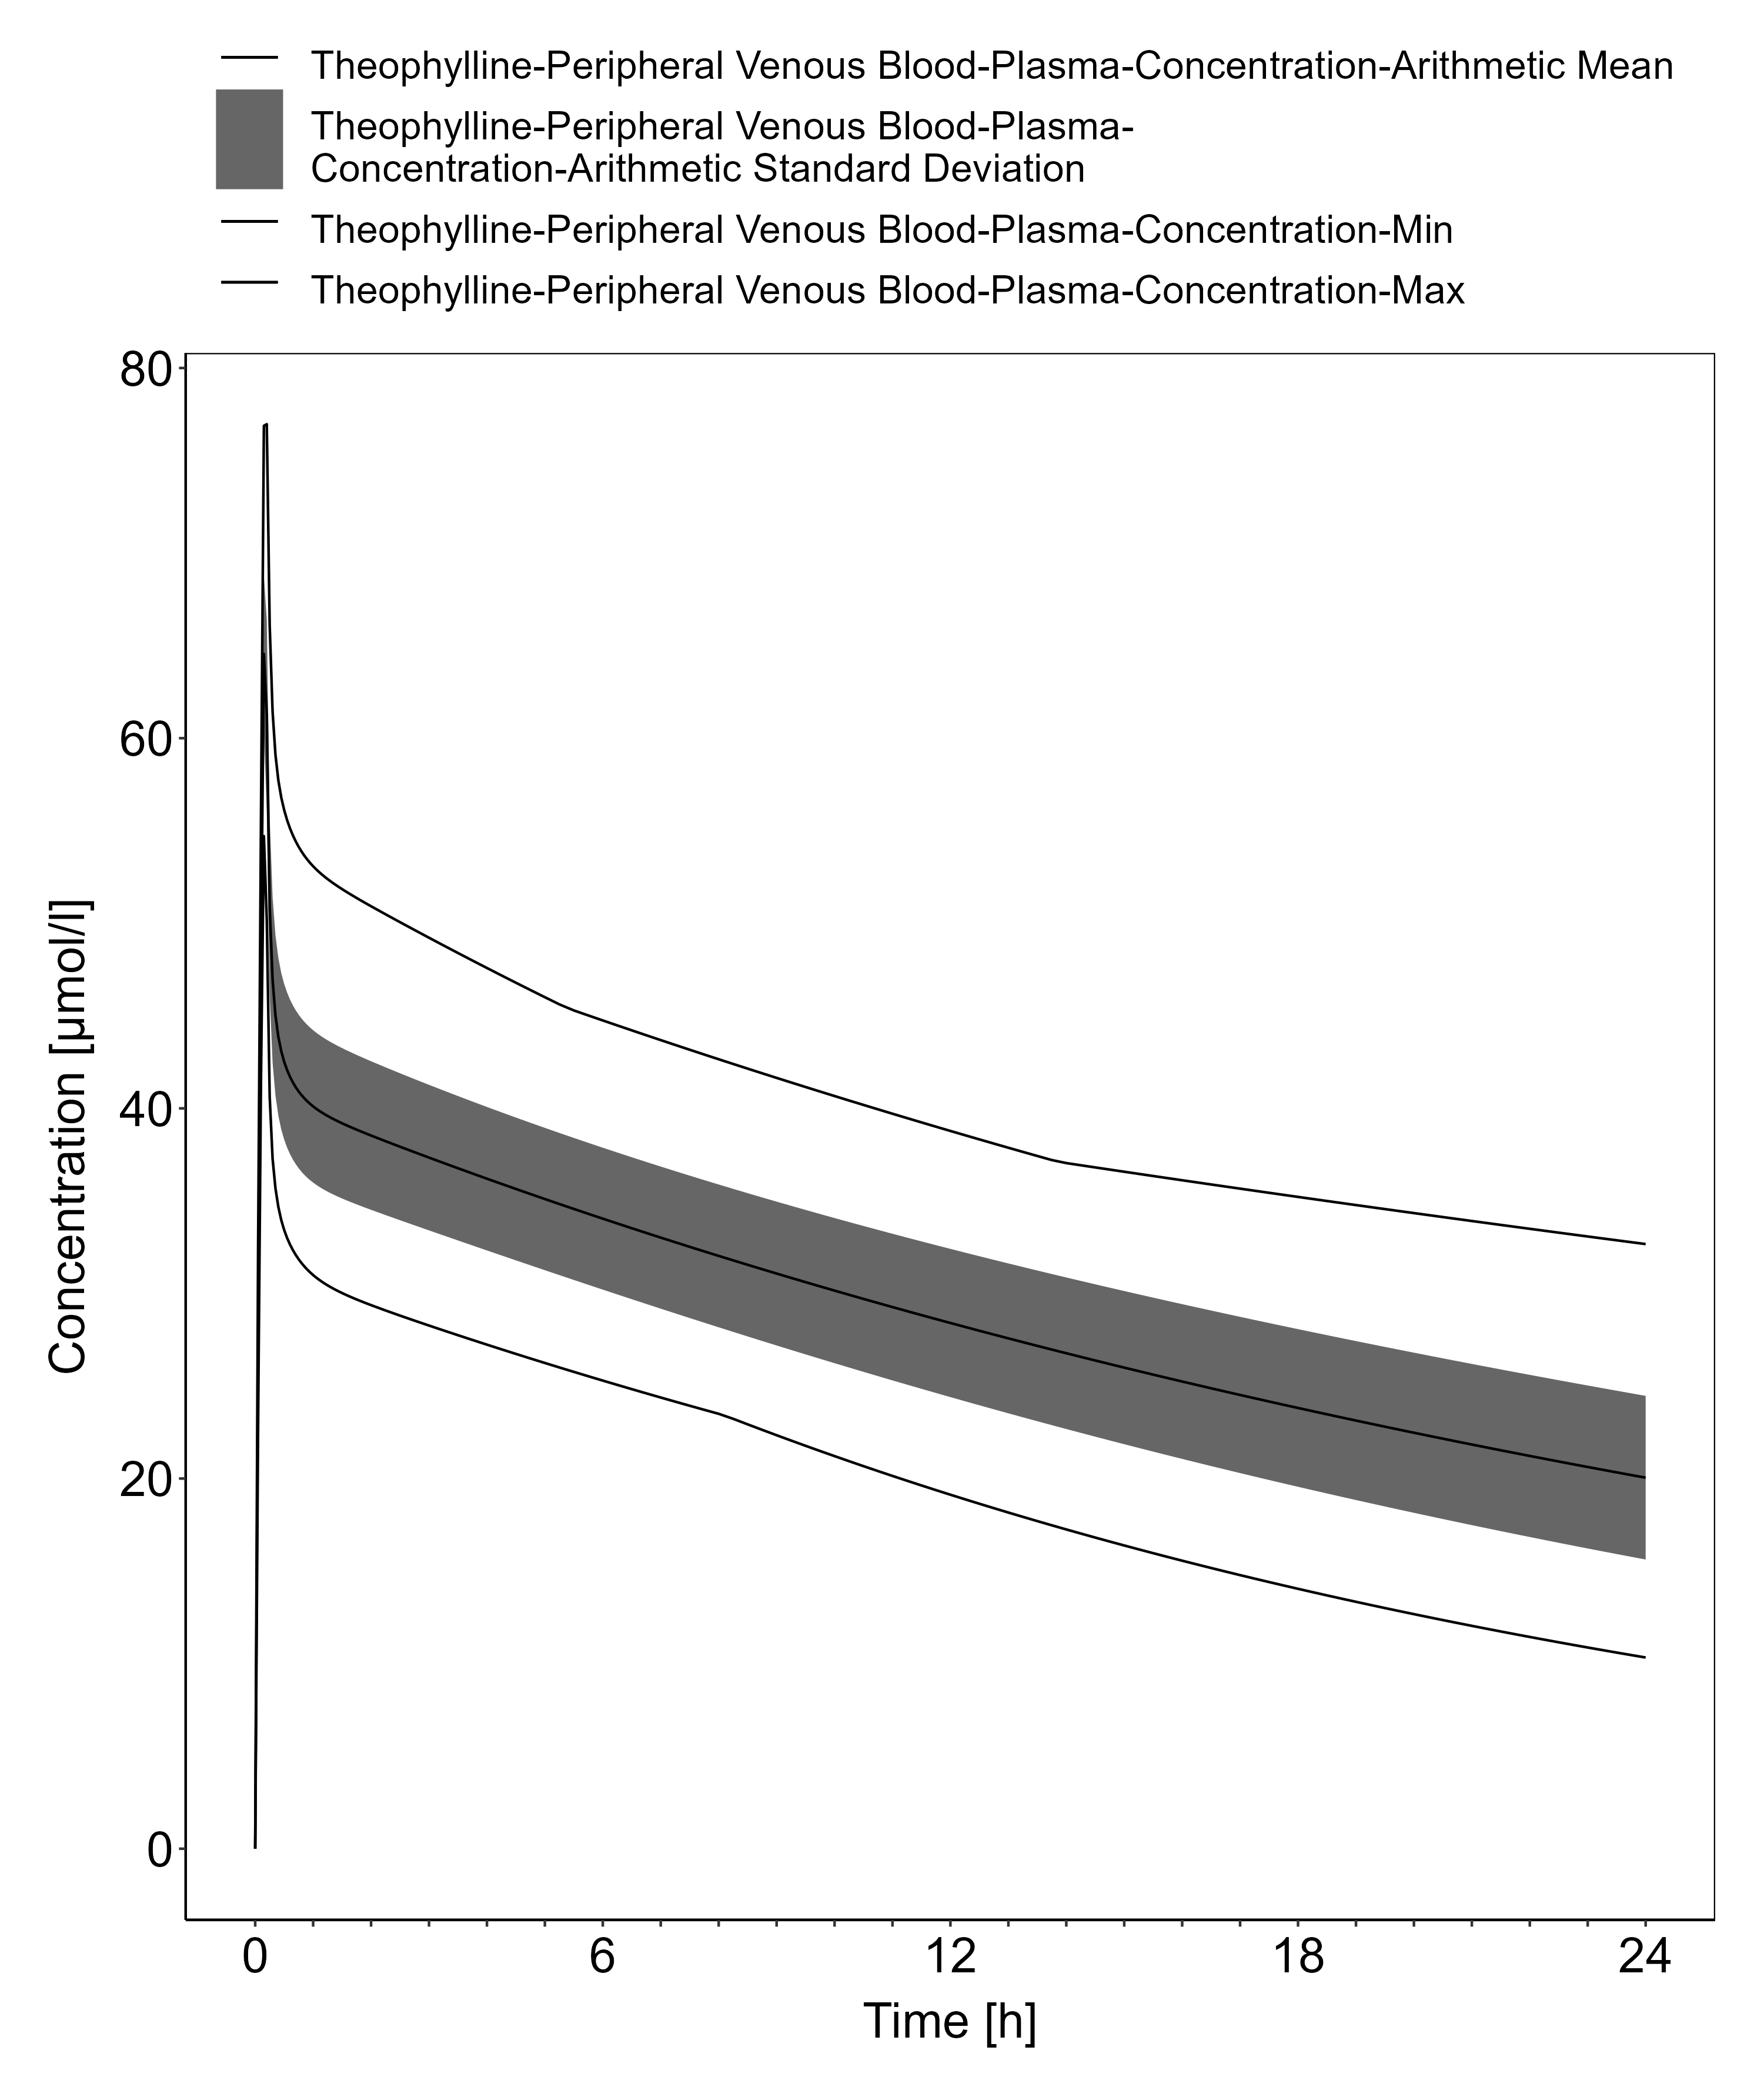 Theophylline-Peripheral Venous Blood-Plasma-Concentration-Arithmetic Mean
Theophylline-Peripheral Venous Blood-Plasma-
Concentration-Arithmetic Standard Deviation
Theophylline-Peripheral Venous Blood-Plasma-Concentration-Min
Theophylline-Peripheral Venous Blood-Plasma-Concentration-Max
80
60
40
20
0
Concentration [µmol/l]
0 6 12 18 24
Time [h]